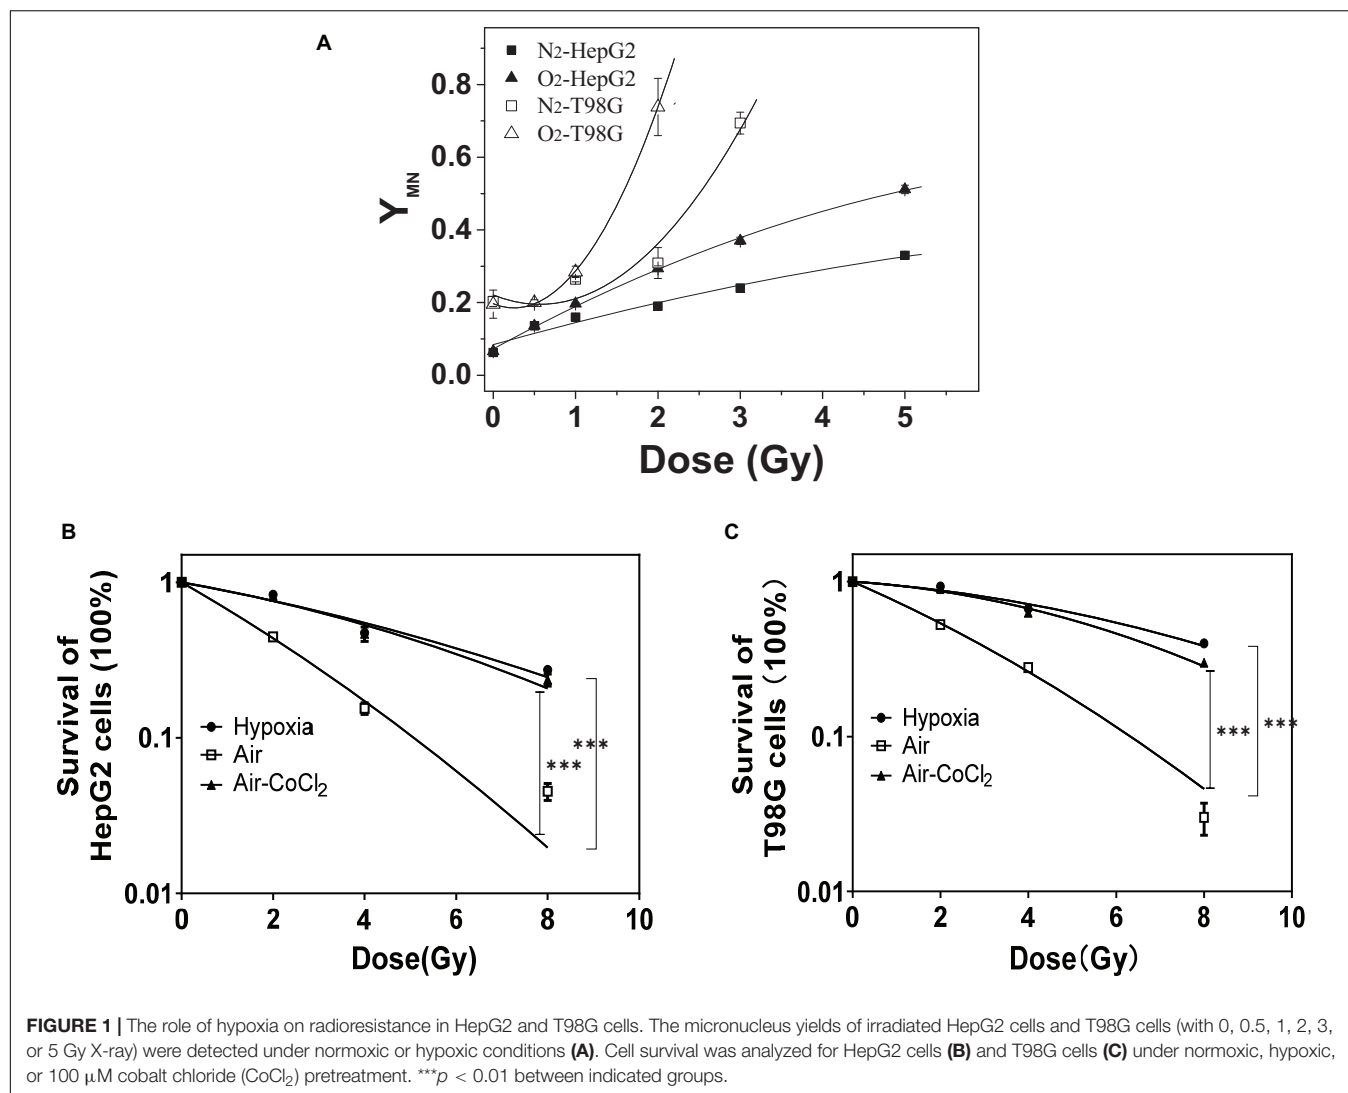 A
N2-HepG2
O2-HepG2
N2-T98G
O2-T98G
0.8
0.6
0.4
0.2
0.0
Y_MN
0 1 2 3 4 5
Dose (Gy)
B
Survival of
HepG2 cells (100%)
1
0.1
0.01
Hypoxia
Air
Air-CoCl₂
***
***
0 2 4 6 8 10
Dose(Gy)
C
Survival of
T98G cells (100%)
1
0.1
0.01
Hypoxia
Air
Air-CoCl₂
***
***
0 2 4 6 8 10
Dose(Gy)
FIGURE 1 | The role of hypoxia on radioresistance in HepG2 and T98G cells. The micronucleus yields of irradiated HepG2 cells and T98G cells (with 0, 0.5, 1, 2, 3,
or 5 Gy X-ray) were detected under normoxic or hypoxic conditions (A). Cell survival was analyzed for HepG2 cells (B) and T98G cells (C) under normoxic, hypoxic,
or 100 μM cobalt chloride (CoCl₂) pretreatment. ***p < 0.01 between indicated groups.